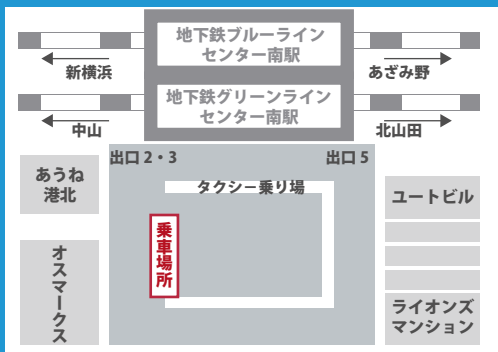 地下鉄ブルーライン
センター南駅
新横浜
あざみ野
地下鉄グリーンライン
センター南駅
中山
北山田
出口2・3
出口5
あうね
港北
タクシー乗り場
ユートビル
乗車場所
オスマークス
ライオンズ
マンション